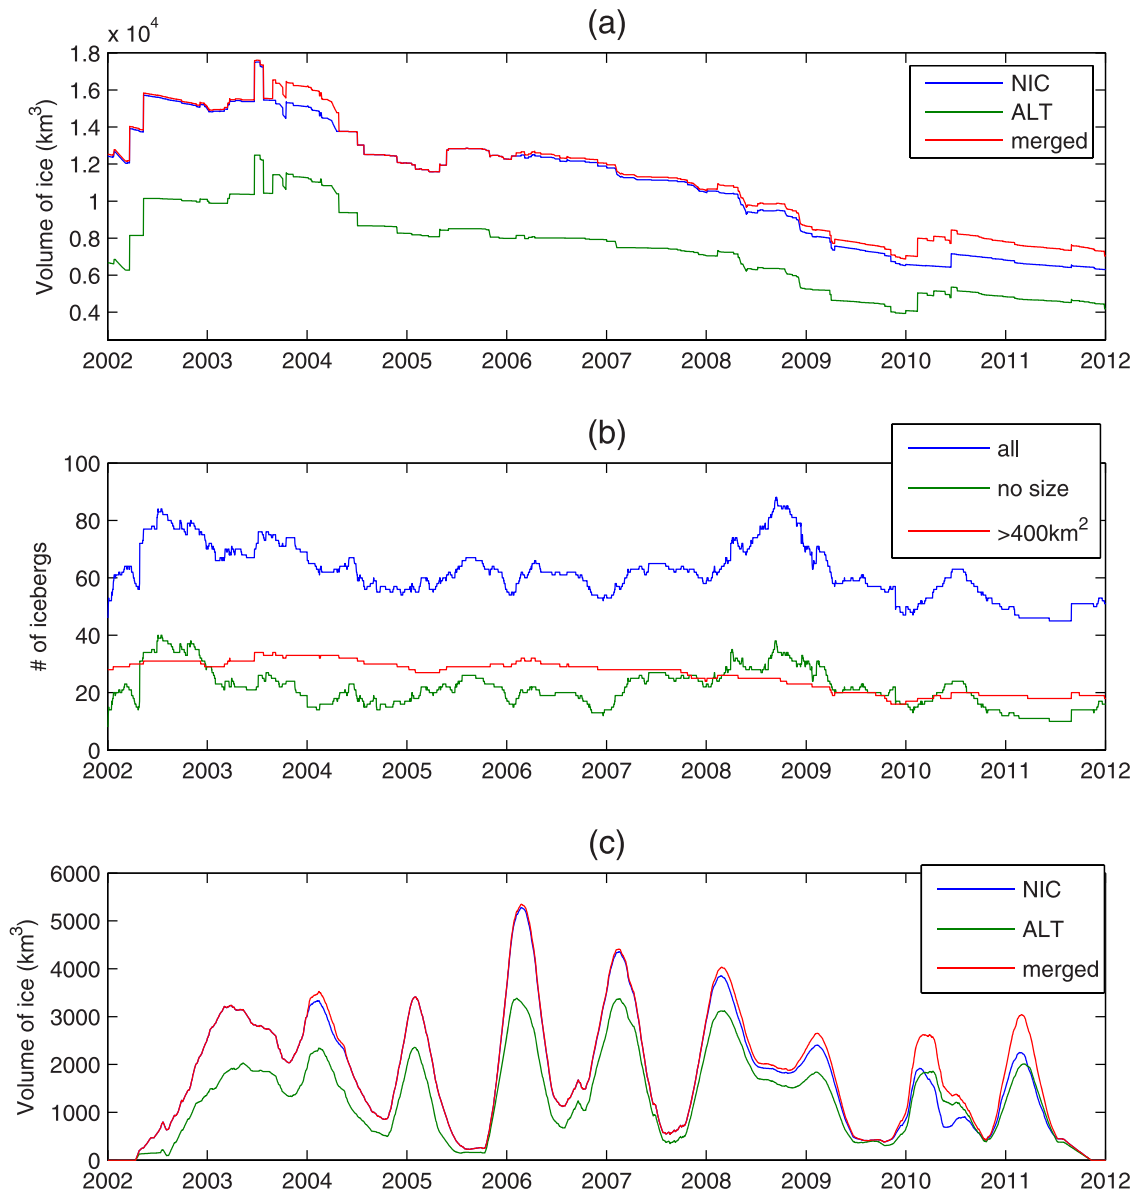 (a)
x 10^4
1.8
1.6
1.4
1.2
1
0.8
0.6
0.4
Volume of ice (km^3)
NIC
ALT
merged
2002 2003 2004 2005 2006 2007 2008 2009 2010 2011 2012
(b)
100
80
60
40
20
0
# of icebergs
all
no size
>400km^2
2002 2003 2004 2005 2006 2007 2008 2009 2010 2011 2012
(c)
6000
5000
4000
3000
2000
1000
0
Volume of ice (km^3)
NIC
ALT
merged
2002 2003 2004 2005 2006 2007 2008 2009 2010 2011 2012